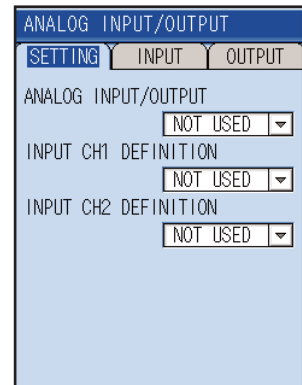 ANALOG INPUT/OUTPUT
SETTING INPUT OUTPUT
ANALOG INPUT/OUTPUT
NOT USED
INPUT CH1 DEFINITION
NOT USED
INPUT CH2 DEFINITION
NOT USED